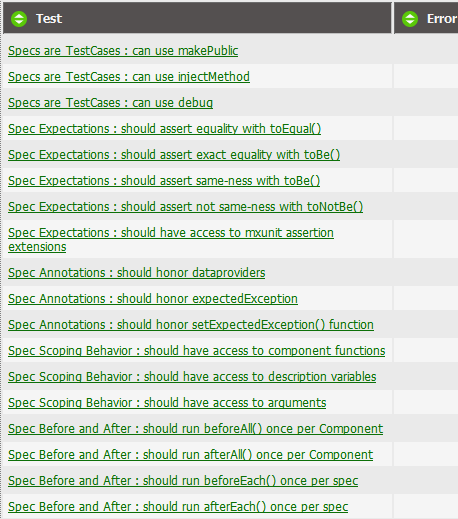 Test
Error
Specs are TestCases : can use makePublic
Specs are TestCases : can use injectMethod
Specs are TestCases : can use debug
Spec Expectations : should assert equality with toEqual()
Spec Expectations : should assert exact equality with toBe()
Spec Expectations : should assert same-ness with toBe()
Spec Expectations : should assert not same-ness with toNotBe()
Spec Expectations : should have access to mxunit assertion
extensions
Spec Annotations : should honor dataproviders
Spec Annotations : should honor expectedException
Spec Annotations : should honor setExpectedException() function
Spec Scoping Behavior : should have access to component functions
Spec Scoping Behavior : should have access to description variables
Spec Scoping Behavior : should have access to arguments
Spec Before and After : should run beforeAll() once per Component
Spec Before and After : should run afterAll() once per Component
Spec Before and After : should run beforeEach() once per spec
Spec Before and After : should run afterEach() once per spec